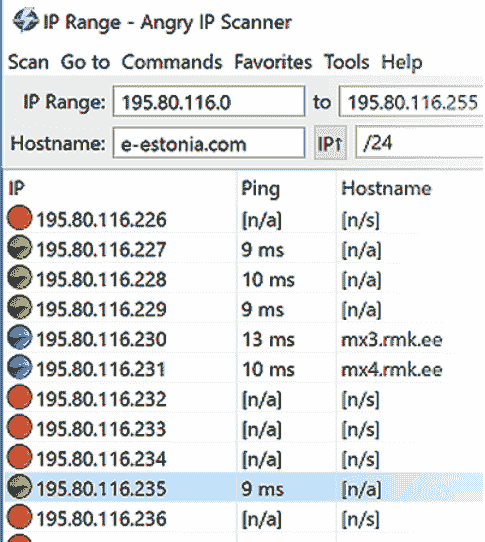 IP Range - Angry IP Scanner
Scan Go to Commands Favorites Tools Help
IP Range: 195.80.116.0 to 195.80.116.255
Hostname: e-estonia.com IP↑ /24
IP Ping Hostname
195.80.116.226 [n/a] [n/s]
195.80.116.227 9 ms [n/a]
195.80.116.228 10 ms [n/a]
195.80.116.229 9 ms [n/a]
195.80.116.230 13 ms mx3.rmk.ee
195.80.116.231 10 ms mx4.rmk.ee
195.80.116.232 [n/a] [n/s]
195.80.116.233 [n/a] [n/s]
195.80.116.234 [n/a] [n/s]
195.80.116.235 9 ms [n/a]
195.80.116.236 [n/a] [n/s]